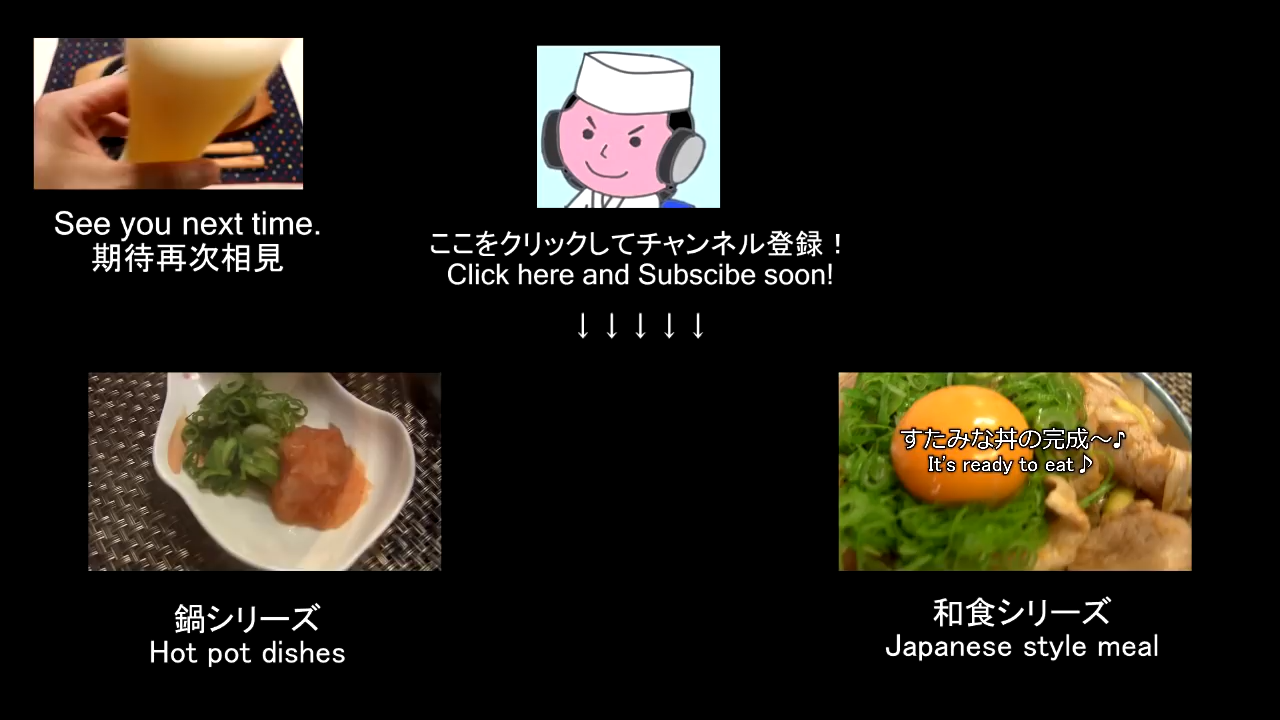 See you next time.
期待再次相見
ここをクリックしてチャンネル登録！
Click here and Subscibe soon!
↓↓↓↓↓
すたみな丼の完成～♪
It's ready to eat♪
鍋シリーズ
Hot pot dishes
和食シリーズ
Japanese style meal